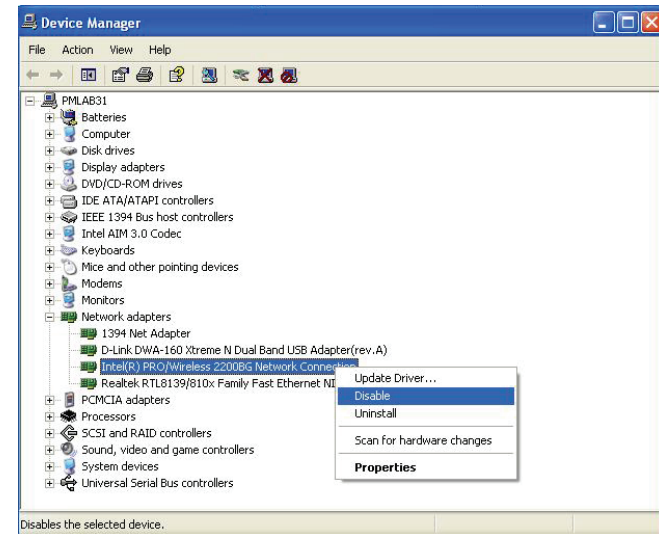 Device Manager
File Action View Help
PMLAB31
Batteries
Computer
Disk drives
Display adapters
DVD/CD-ROM drives
IDE ATA/ATAPI controllers
IEEE 1394 Bus host controllers
Intel AIM 3.0 Codec
Keyboards
Mice and other pointing devices
Modems
Monitors
Network adapters
1394 Net Adapter
D-Link DWA-160 Xtreme N Dual Band USB Adapter(rev.A)
Intel(R) PRO/Wireless 2200BG Network Connection
Realtek RTL8139/810x Family Fast Ethernet NI
PCMCIA adapters
Processors
SCSI and RAID controllers
Sound, video and game controllers
System devices
Universal Serial Bus controllers
Update Driver...
Disable
Uninstall
Scan for hardware changes
Properties
Disables the selected device.